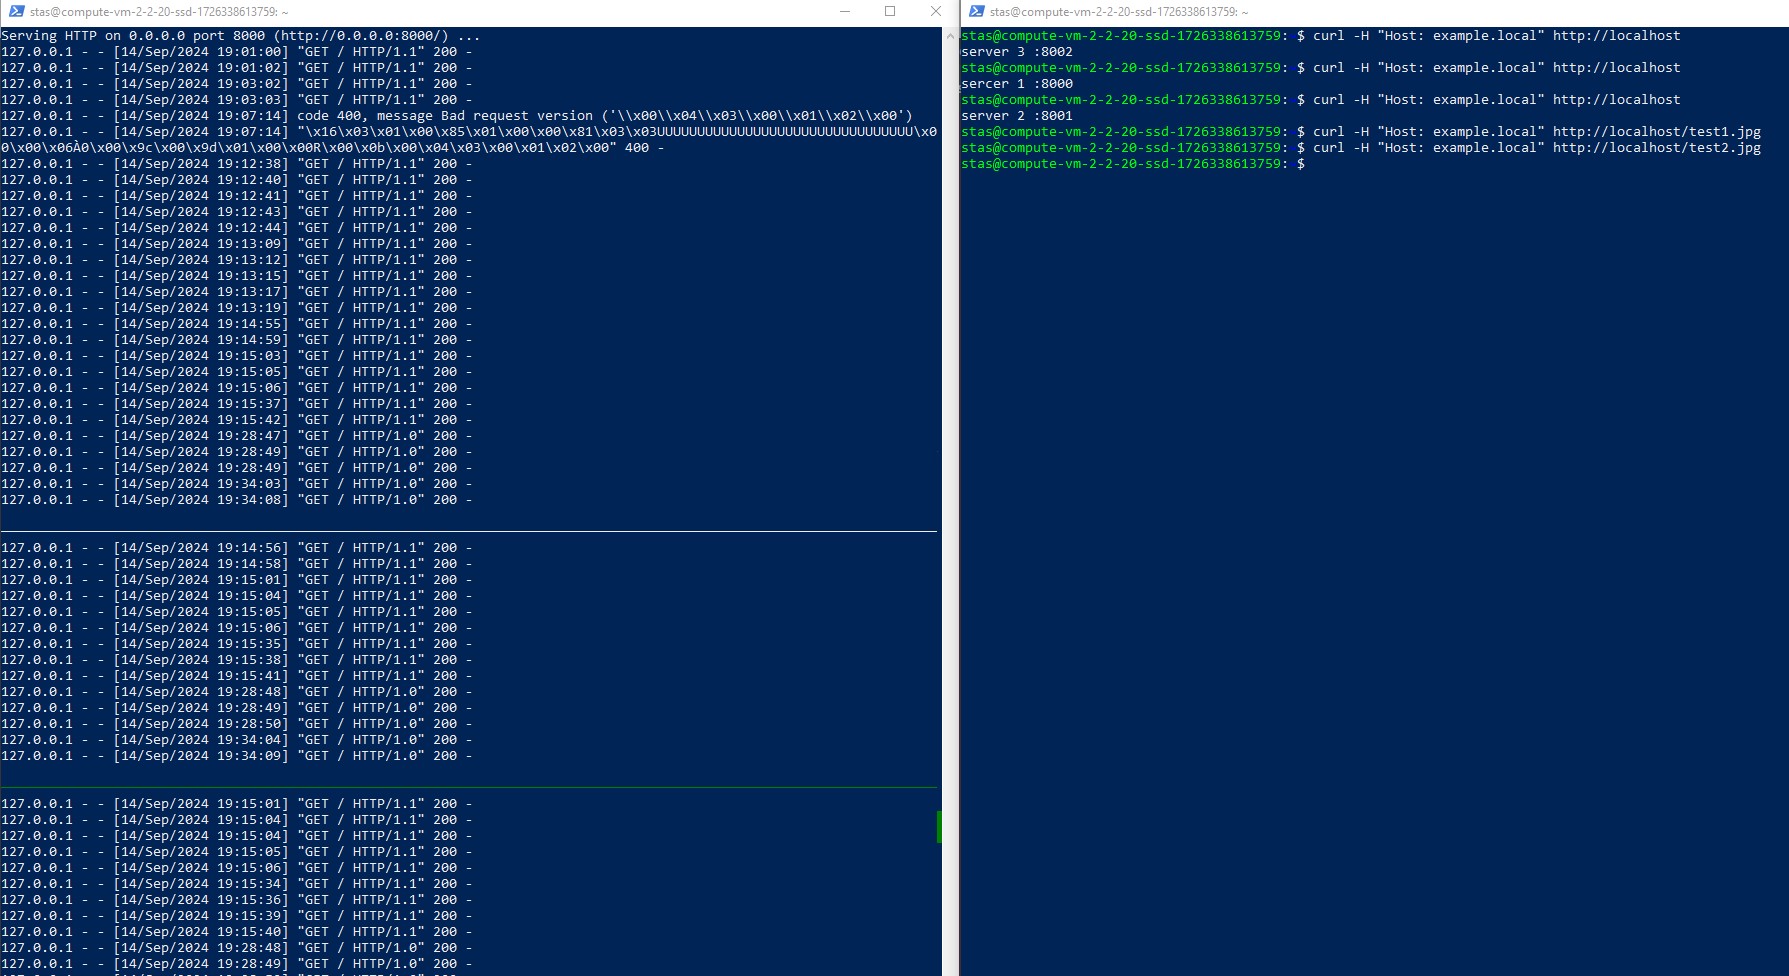 stas@compute-vm-2-2-20-ssd-1726338613759: ~
Serving HTTP on 0.0.0.0 port 8000 (http://0.0.0.0:8000/) ...
127.0.0.1 - - [14/Sep/2024 19:01:00] "GET / HTTP/1.1" 200 -
127.0.0.1 - - [14/Sep/2024 19:01:02] "GET / HTTP/1.1" 200 -
127.0.0.1 - - [14/Sep/2024 19:03:02] "GET / HTTP/1.1" 200 -
127.0.0.1 - - [14/Sep/2024 19:03:03] "GET / HTTP/1.1" 200 -
127.0.0.1 - - [14/Sep/2024 19:07:14] code 400, message Bad request version ('\\x00\\x04\\x03\\x00\\x01\\x02\\x00')
127.0.0.1 - - [14/Sep/2024 19:07:14] "\x16\x03\x01\x00\x85\x01\x00\x00\x81\x03\x03UUUUUUUUUUUUUUUUUUUUUUUUUUUUUUUU\x0
0\x00\x06À0\x00\x9c\x00\x9d\x01\x00\x00R\x00\x0b\x00\x04\x03\x00\x01\x02\x00" 400 -
127.0.0.1 - - [14/Sep/2024 19:12:38] "GET / HTTP/1.1" 200 -
127.0.0.1 - - [14/Sep/2024 19:12:40] "GET / HTTP/1.1" 200 -
127.0.0.1 - - [14/Sep/2024 19:12:41] "GET / HTTP/1.1" 200 -
127.0.0.1 - - [14/Sep/2024 19:12:43] "GET / HTTP/1.1" 200 -
127.0.0.1 - - [14/Sep/2024 19:12:44] "GET / HTTP/1.1" 200 -
127.0.0.1 - - [14/Sep/2024 19:13:09] "GET / HTTP/1.1" 200 -
127.0.0.1 - - [14/Sep/2024 19:13:12] "GET / HTTP/1.1" 200 -
127.0.0.1 - - [14/Sep/2024 19:13:15] "GET / HTTP/1.1" 200 -
127.0.0.1 - - [14/Sep/2024 19:13:17] "GET / HTTP/1.1" 200 -
127.0.0.1 - - [14/Sep/2024 19:13:19] "GET / HTTP/1.1" 200 -
127.0.0.1 - - [14/Sep/2024 19:14:55] "GET / HTTP/1.1" 200 -
127.0.0.1 - - [14/Sep/2024 19:14:59] "GET / HTTP/1.1" 200 -
127.0.0.1 - - [14/Sep/2024 19:15:03] "GET / HTTP/1.1" 200 -
127.0.0.1 - - [14/Sep/2024 19:15:05] "GET / HTTP/1.1" 200 -
127.0.0.1 - - [14/Sep/2024 19:15:06] "GET / HTTP/1.1" 200 -
127.0.0.1 - - [14/Sep/2024 19:15:37] "GET / HTTP/1.1" 200 -
127.0.0.1 - - [14/Sep/2024 19:15:42] "GET / HTTP/1.1" 200 -
127.0.0.1 - - [14/Sep/2024 19:28:47] "GET / HTTP/1.0" 200 -
127.0.0.1 - - [14/Sep/2024 19:28:49] "GET / HTTP/1.0" 200 -
127.0.0.1 - - [14/Sep/2024 19:28:49] "GET / HTTP/1.0" 200 -
127.0.0.1 - - [14/Sep/2024 19:34:03] "GET / HTTP/1.0" 200 -
127.0.0.1 - - [14/Sep/2024 19:34:08] "GET / HTTP/1.0" 200 -
127.0.0.1 - - [14/Sep/2024 19:14:56] "GET / HTTP/1.1" 200 -
127.0.0.1 - - [14/Sep/2024 19:14:58] "GET / HTTP/1.1" 200 -
127.0.0.1 - - [14/Sep/2024 19:15:01] "GET / HTTP/1.1" 200 -
127.0.0.1 - - [14/Sep/2024 19:15:04] "GET / HTTP/1.1" 200 -
127.0.0.1 - - [14/Sep/2024 19:15:05] "GET / HTTP/1.1" 200 -
127.0.0.1 - - [14/Sep/2024 19:15:06] "GET / HTTP/1.1" 200 -
127.0.0.1 - - [14/Sep/2024 19:15:35] "GET / HTTP/1.1" 200 -
127.0.0.1 - - [14/Sep/2024 19:15:38] "GET / HTTP/1.1" 200 -
127.0.0.1 - - [14/Sep/2024 19:15:41] "GET / HTTP/1.1" 200 -
127.0.0.1 - - [14/Sep/2024 19:28:48] "GET / HTTP/1.0" 200 -
127.0.0.1 - - [14/Sep/2024 19:28:49] "GET / HTTP/1.0" 200 -
127.0.0.1 - - [14/Sep/2024 19:28:50] "GET / HTTP/1.0" 200 -
127.0.0.1 - - [14/Sep/2024 19:34:04] "GET / HTTP/1.0" 200 -
127.0.0.1 - - [14/Sep/2024 19:34:09] "GET / HTTP/1.0" 200 -
127.0.0.1 - - [14/Sep/2024 19:15:01] "GET / HTTP/1.1" 200 -
127.0.0.1 - - [14/Sep/2024 19:15:04] "GET / HTTP/1.1" 200 -
127.0.0.1 - - [14/Sep/2024 19:15:04] "GET / HTTP/1.1" 200 -
127.0.0.1 - - [14/Sep/2024 19:15:05] "GET / HTTP/1.1" 200 -
127.0.0.1 - - [14/Sep/2024 19:15:06] "GET / HTTP/1.1" 200 -
127.0.0.1 - - [14/Sep/2024 19:15:34] "GET / HTTP/1.1" 200 -
127.0.0.1 - - [14/Sep/2024 19:15:36] "GET / HTTP/1.1" 200 -
127.0.0.1 - - [14/Sep/2024 19:15:39] "GET / HTTP/1.1" 200 -
127.0.0.1 - - [14/Sep/2024 19:15:40] "GET / HTTP/1.1" 200 -
127.0.0.1 - - [14/Sep/2024 19:28:48] "GET / HTTP/1.0" 200 -
127.0.0.1 - - [14/Sep/2024 19:28:49] "GET / HTTP/1.0" 200 -
stas@compute-vm-2-2-20-ssd-1726338613759: ~
stas@compute-vm-2-2-20-ssd-1726338613759: $ curl -H "Host: example.local" http://localhost
server 3 :8002
stas@compute-vm-2-2-20-ssd-1726338613759: $ curl -H "Host: example.local" http://localhost
sercer 1 :8000
stas@compute-vm-2-2-20-ssd-1726338613759: $ curl -H "Host: example.local" http://localhost
server 2 :8001
stas@compute-vm-2-2-20-ssd-1726338613759: $ curl -H "Host: example.local" http://localhost/test1.jpg
stas@compute-vm-2-2-20-ssd-1726338613759: $ curl -H "Host: example.local" http://localhost/test2.jpg
stas@compute-vm-2-2-20-ssd-1726338613759: $